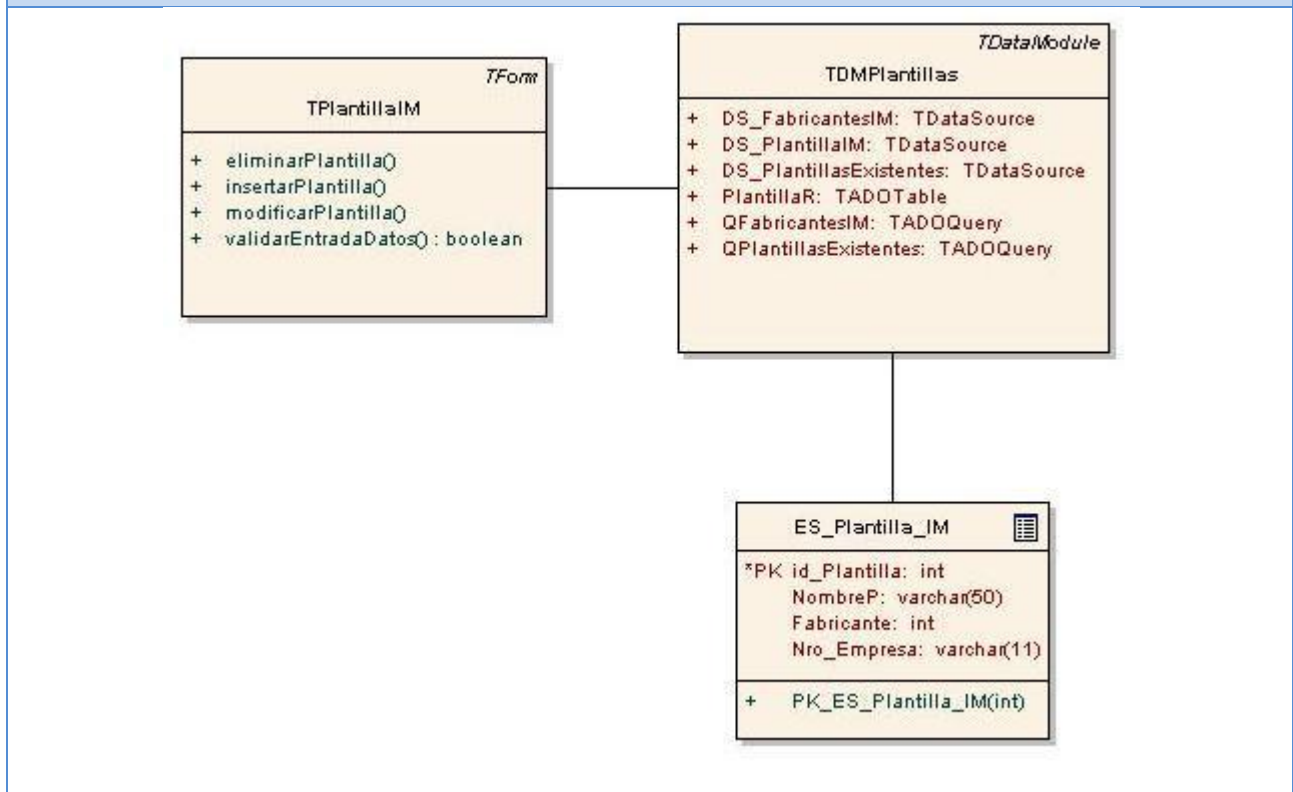 TForm
TPlantillaIM
+ eliminarPlantilla()
+ insertarPlantilla()
+ modificarPlantilla()
+ validarEntradaDatos() : boolean
TDataModule
TDMPlantillas
+ DS_FabricantesIM: TDataSource
+ DS_PlantillaIM: TDataSource
+ DS_PlantillasExistentes: TDataSource
+ PlantillaR: TADOTable
+ QFabricantesIM: TADOQuery
+ QPlantillasExistentes: TADOQuery
ES_Plantilla_IM
*PK id_Plantilla: int
NombreP: varchar(50)
Fabricante: int
Nro_Empresa: varchar(11)
+ PK_ES_Plantilla_IM(int)